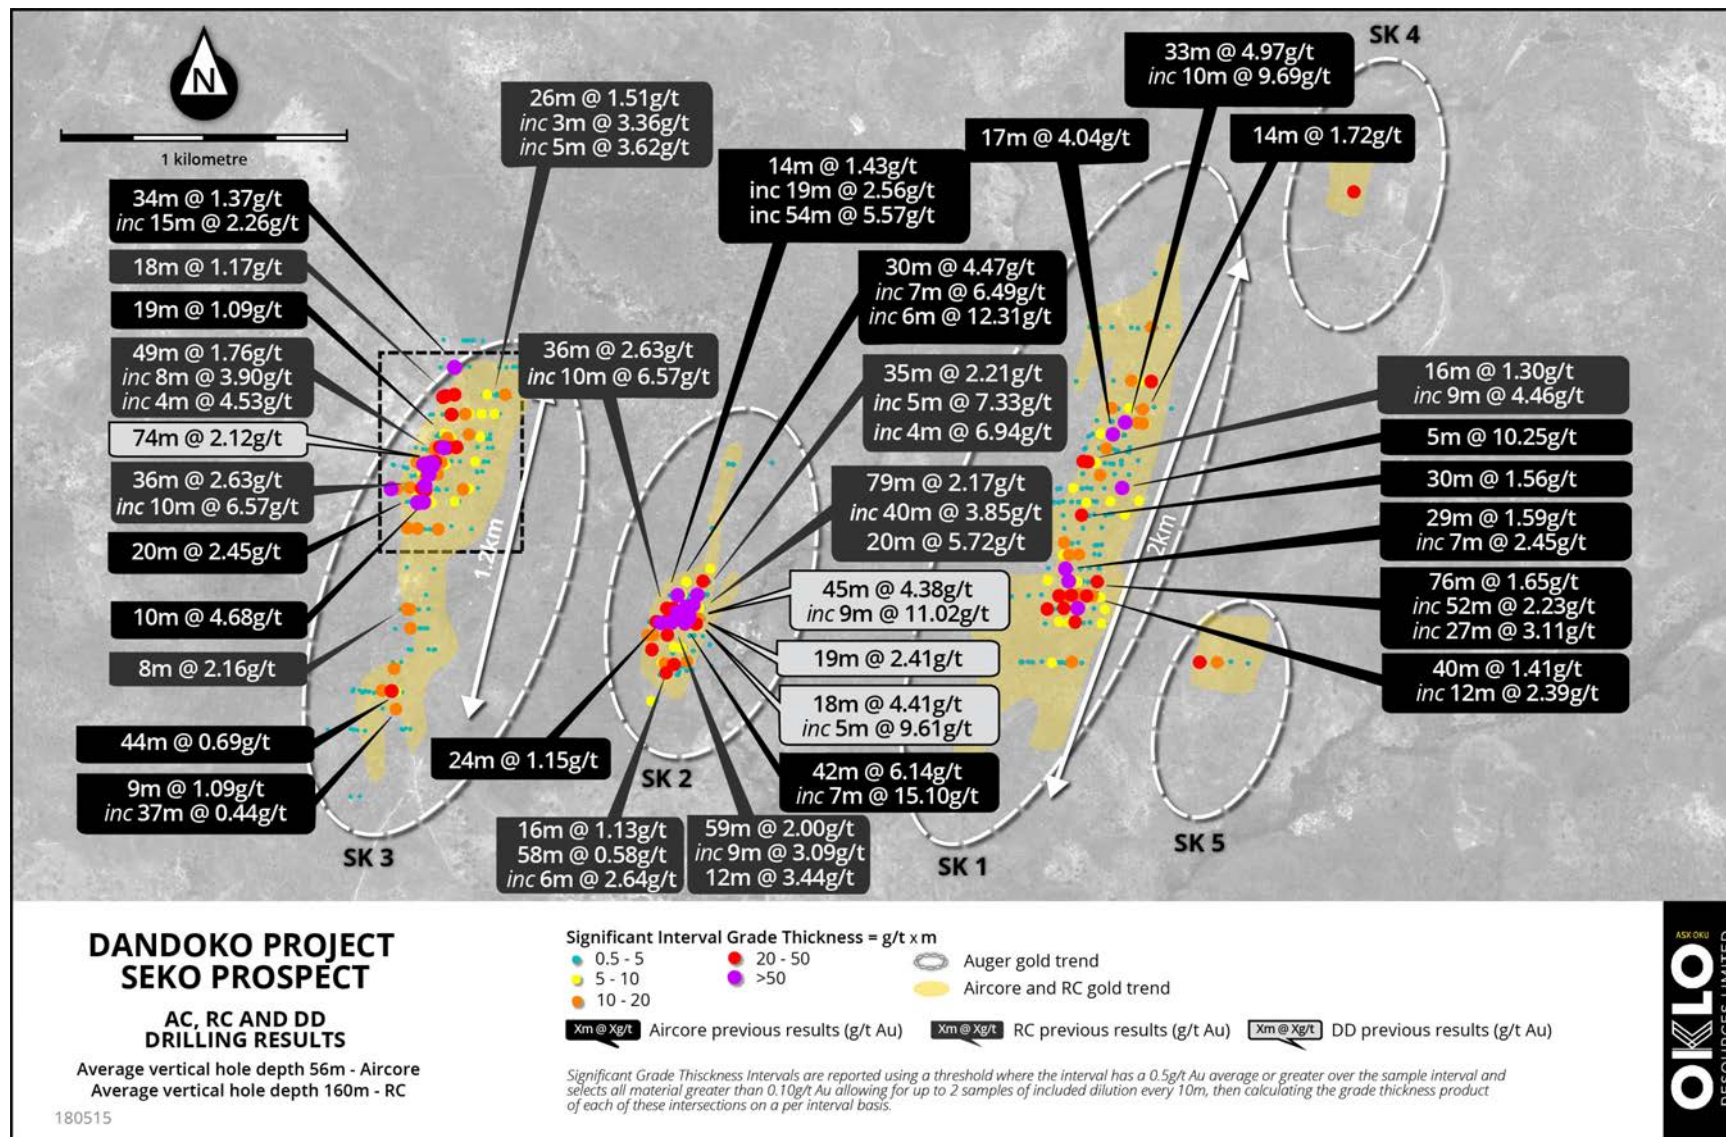 N
1 kilometre
SK 4
33m @ 4.97g/t
inc 10m @ 9.69g/t
17m @ 4.04g/t
14m @ 1.72g/t
26m @ 1.51g/t
inc 3m @ 3.36g/t
inc 5m @ 3.62g/t
14m @ 1.43g/t
inc 19m @ 2.56g/t
inc 54m @ 5.57g/t
34m @ 1.37g/t
inc 15m @ 2.26g/t
18m @ 1.17g/t
19m @ 1.09g/t
49m @ 1.76g/t
inc 8m @ 3.90g/t
inc 4m @ 4.53g/t
74m @ 2.12g/t
36m @ 2.63g/t
inc 10m @ 6.57g/t
20m @ 2.45g/t
10m @ 4.68g/t
8m @ 2.16g/t
44m @ 0.69g/t
9m @ 1.09g/t
inc 37m @ 0.44g/t
1.2km
SK 3
36m @ 2.63g/t
inc 10m @ 6.57g/t
30m @ 4.47g/t
inc 7m @ 6.49g/t
inc 6m @ 12.31g/t
35m @ 2.21g/t
inc 5m @ 7.33g/t
inc 4m @ 6.94g/t
79m @ 2.17g/t
inc 40m @ 3.85g/t
20m @ 5.72g/t
45m @ 4.38g/t
inc 9m @ 11.02g/t
19m @ 2.41g/t
18m @ 4.41g/t
inc 5m @ 9.61g/t
42m @ 6.14g/t
inc 7m @ 15.10g/t
24m @ 1.15g/t
SK 2
16m @ 1.13g/t
58m @ 0.58g/t
inc 6m @ 2.64g/t
59m @ 2.00g/t
inc 9m @ 3.09g/t
12m @ 3.44g/t
16m @ 1.30g/t
inc 9m @ 4.46g/t
5m @ 10.25g/t
30m @ 1.56g/t
29m @ 1.59g/t
inc 7m @ 2.45g/t
76m @ 1.65g/t
inc 52m @ 2.23g/t
inc 27m @ 3.11g/t
40m @ 1.41g/t
inc 12m @ 2.39g/t
2km
SK 1
SK 5
DANDOKO PROJECT
SEKO PROSPECT
AC, RC AND DD
DRILLING RESULTS
Average vertical hole depth 56m - Aircore
Average vertical hole depth 160m - RC
180515
Significant Interval Grade Thickness = g/t x m
0.5 - 5
5 - 10
10 - 20
20 - 50
>50
Auger gold trend
Aircore and RC gold trend
Xm @ Xg/t Aircore previous results (g/t Au)
Xm @ Xg/t RC previous results (g/t Au)
Xm @ Xg/t DD previous results (g/t Au)
Significant Grade Thisckness Intervals are reported using a threshold where the interval has a 0.5g/t Au average or greater over the sample interval and
selects all material greater than 0.10g/t Au allowing for up to 2 samples of included dilution every 10m, then calculating the grade thickness product
of each of these intersections on a per interval basis.
ASX OKU
OKLO
RESOURCES LIMITED